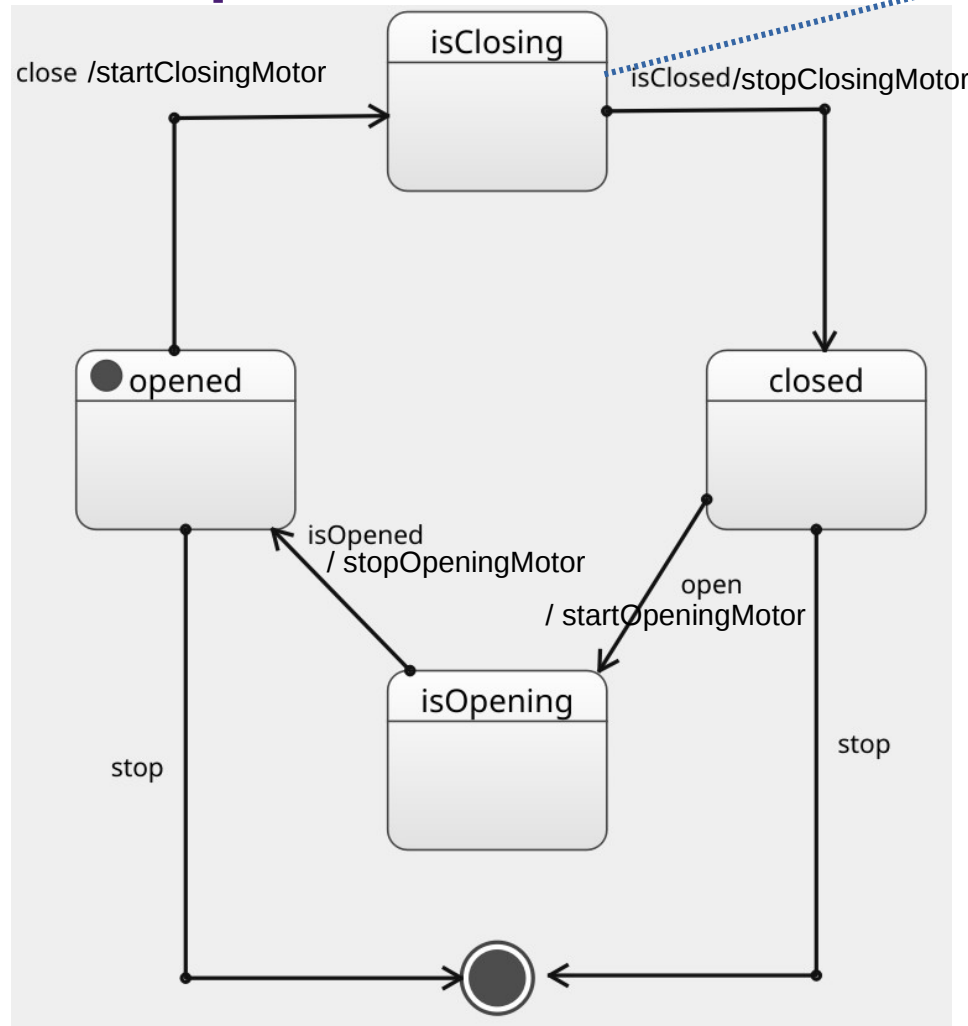 isClosing
close /startClosingMotor
isClosed/stopClosingMotor
opened
closed
isOpened
/ stopOpeningMotor
open
/ startOpeningMotor
isOpening
stop
stop